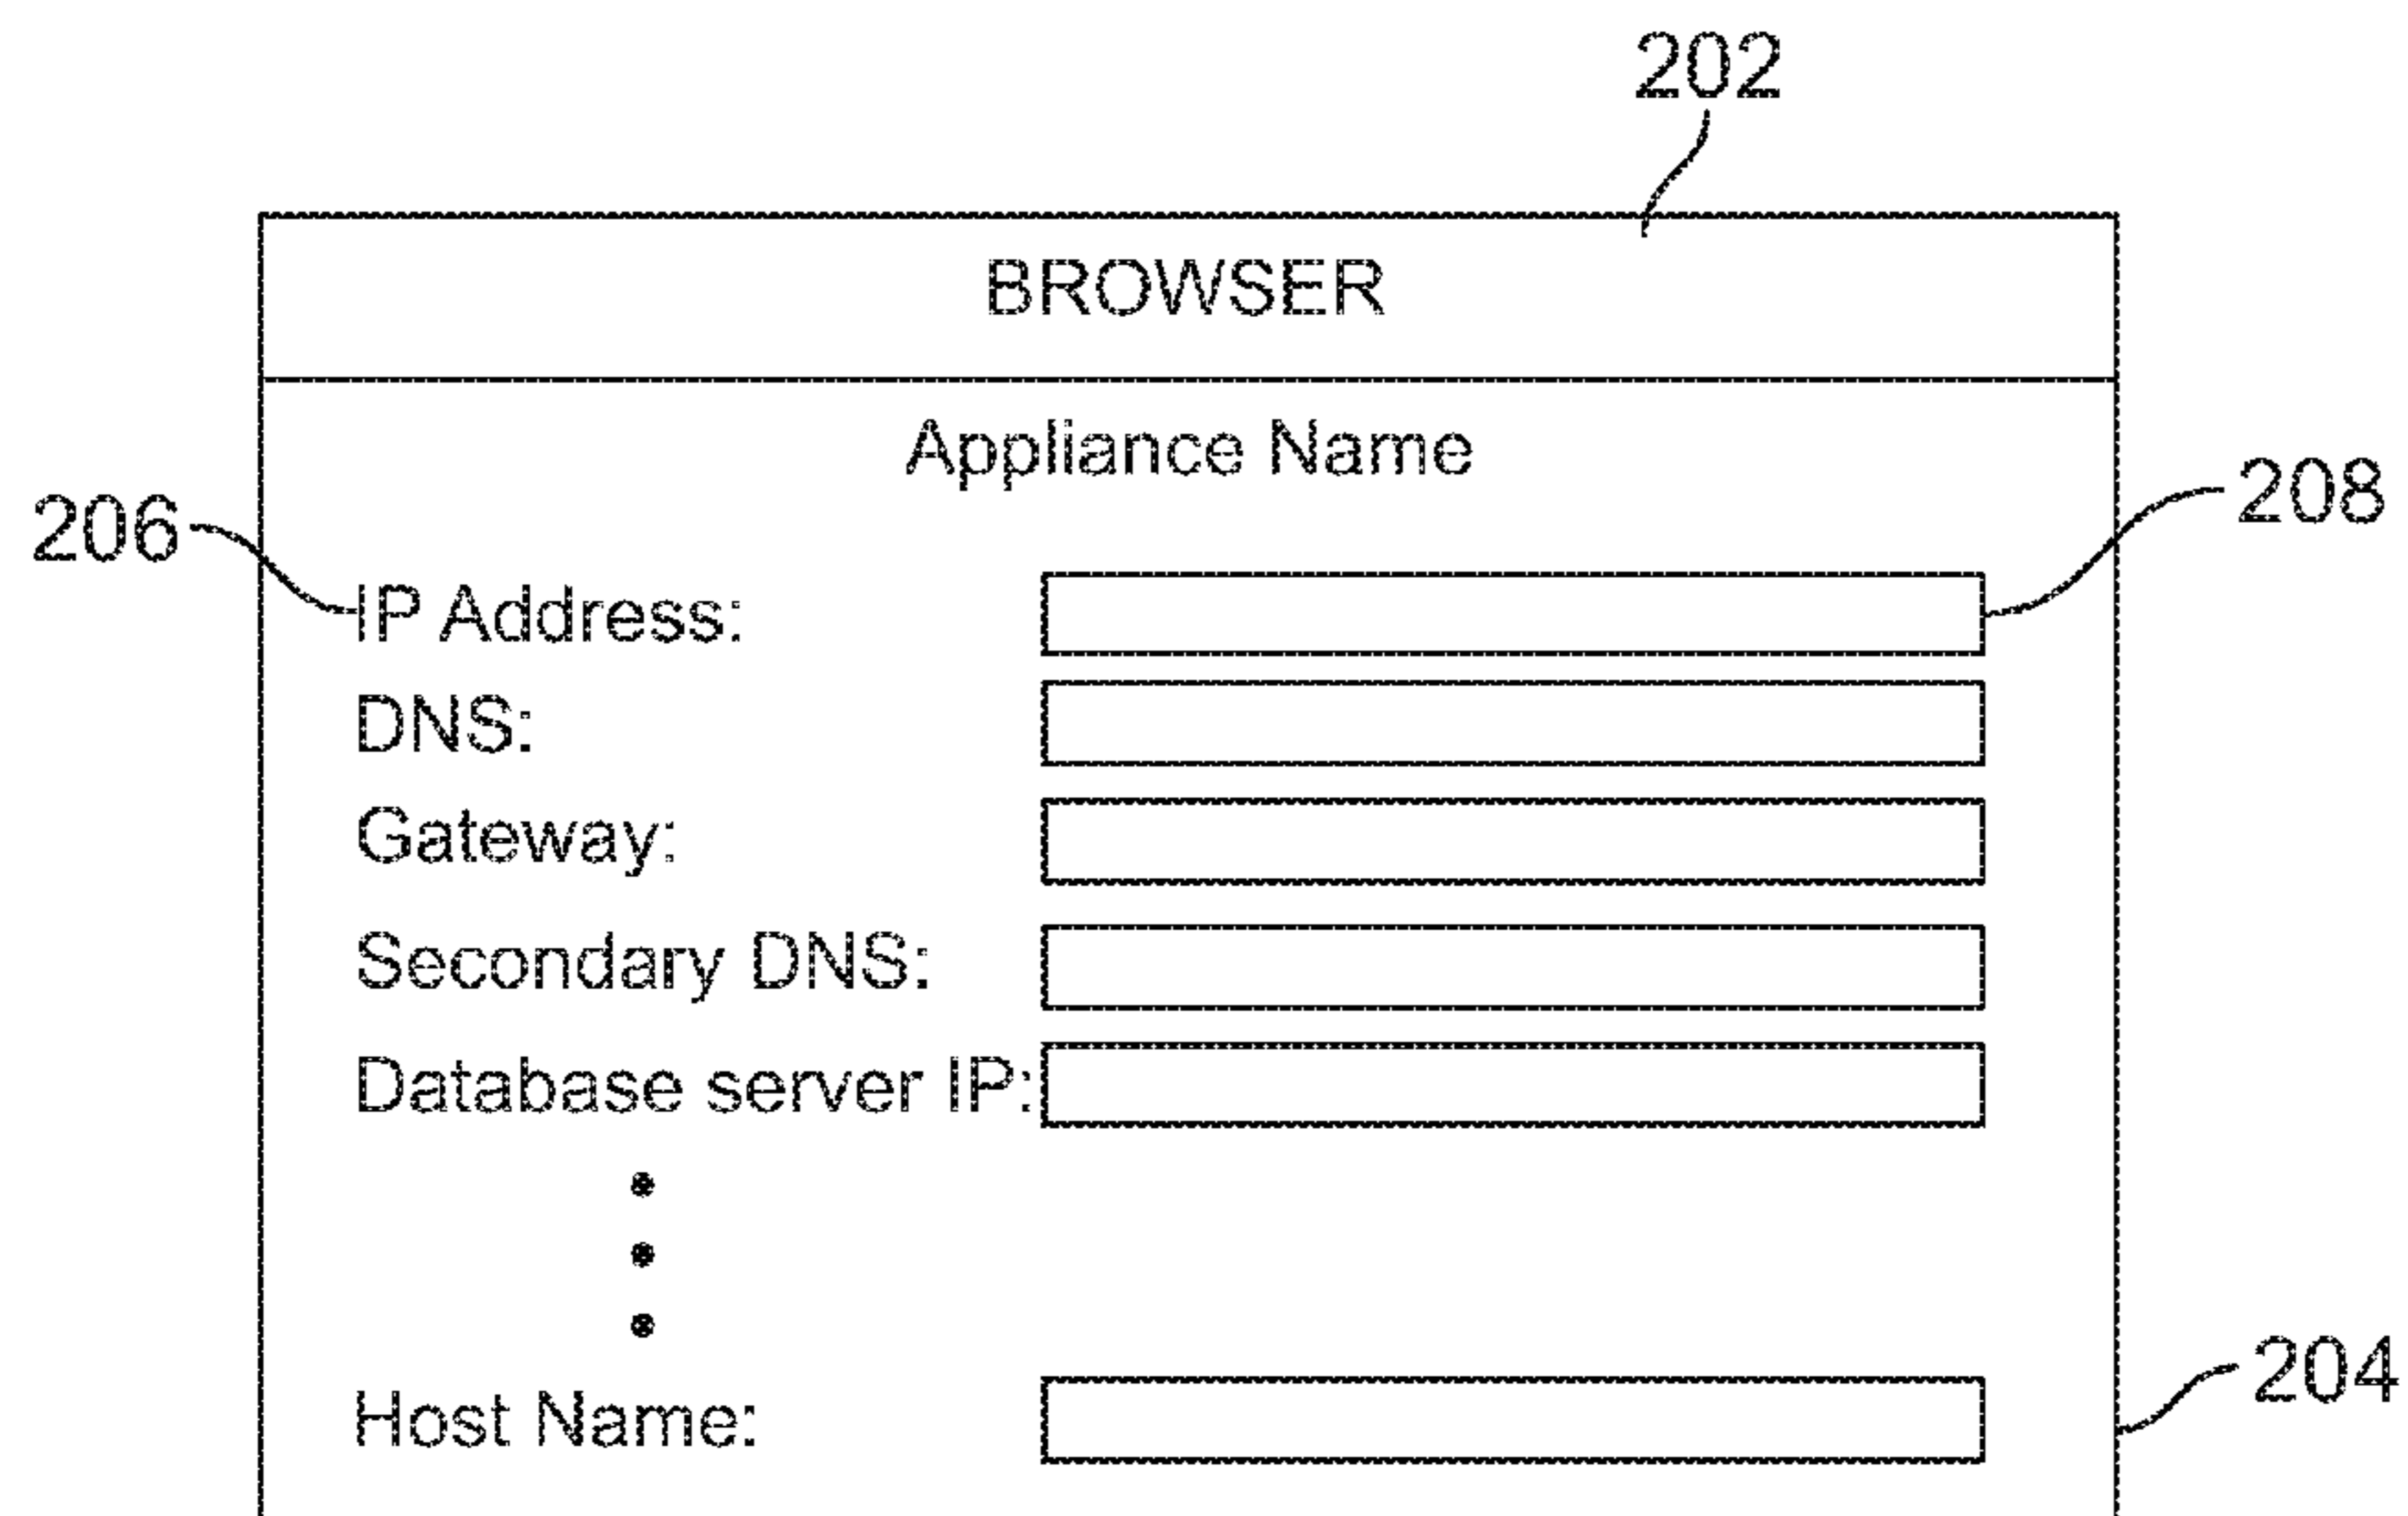 202
BROWSER
Appliance Name
208
206
IP Address:
DNS:
Gateway:
Secondary DNS:
Database server IP:
204
Host Name: